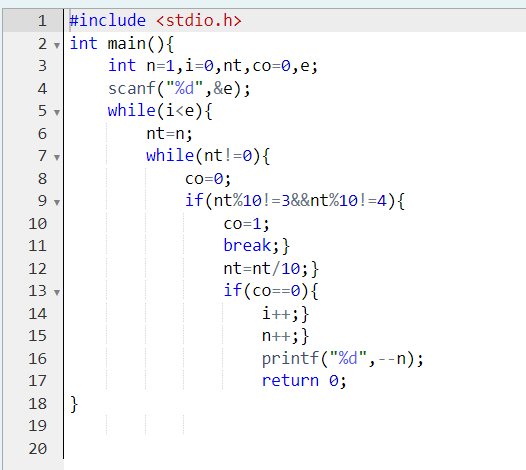 1 #include <stdio.h>
2 int main(){
3 int n=1,i=0,nt,co=0,e;
4 scanf("%d",&e);
5 while(i<e){
6 nt=n;
7 while(nt!=0){
8 co=0;
9 if(nt%10!=3&&nt%10!=4){
10 co=1;
11 break;}
12 nt=nt/10;}
13 if(co==0){
14 i++;}
15 n++;}
16 printf("%d",--n);
17 return 0;
18 }
19
20